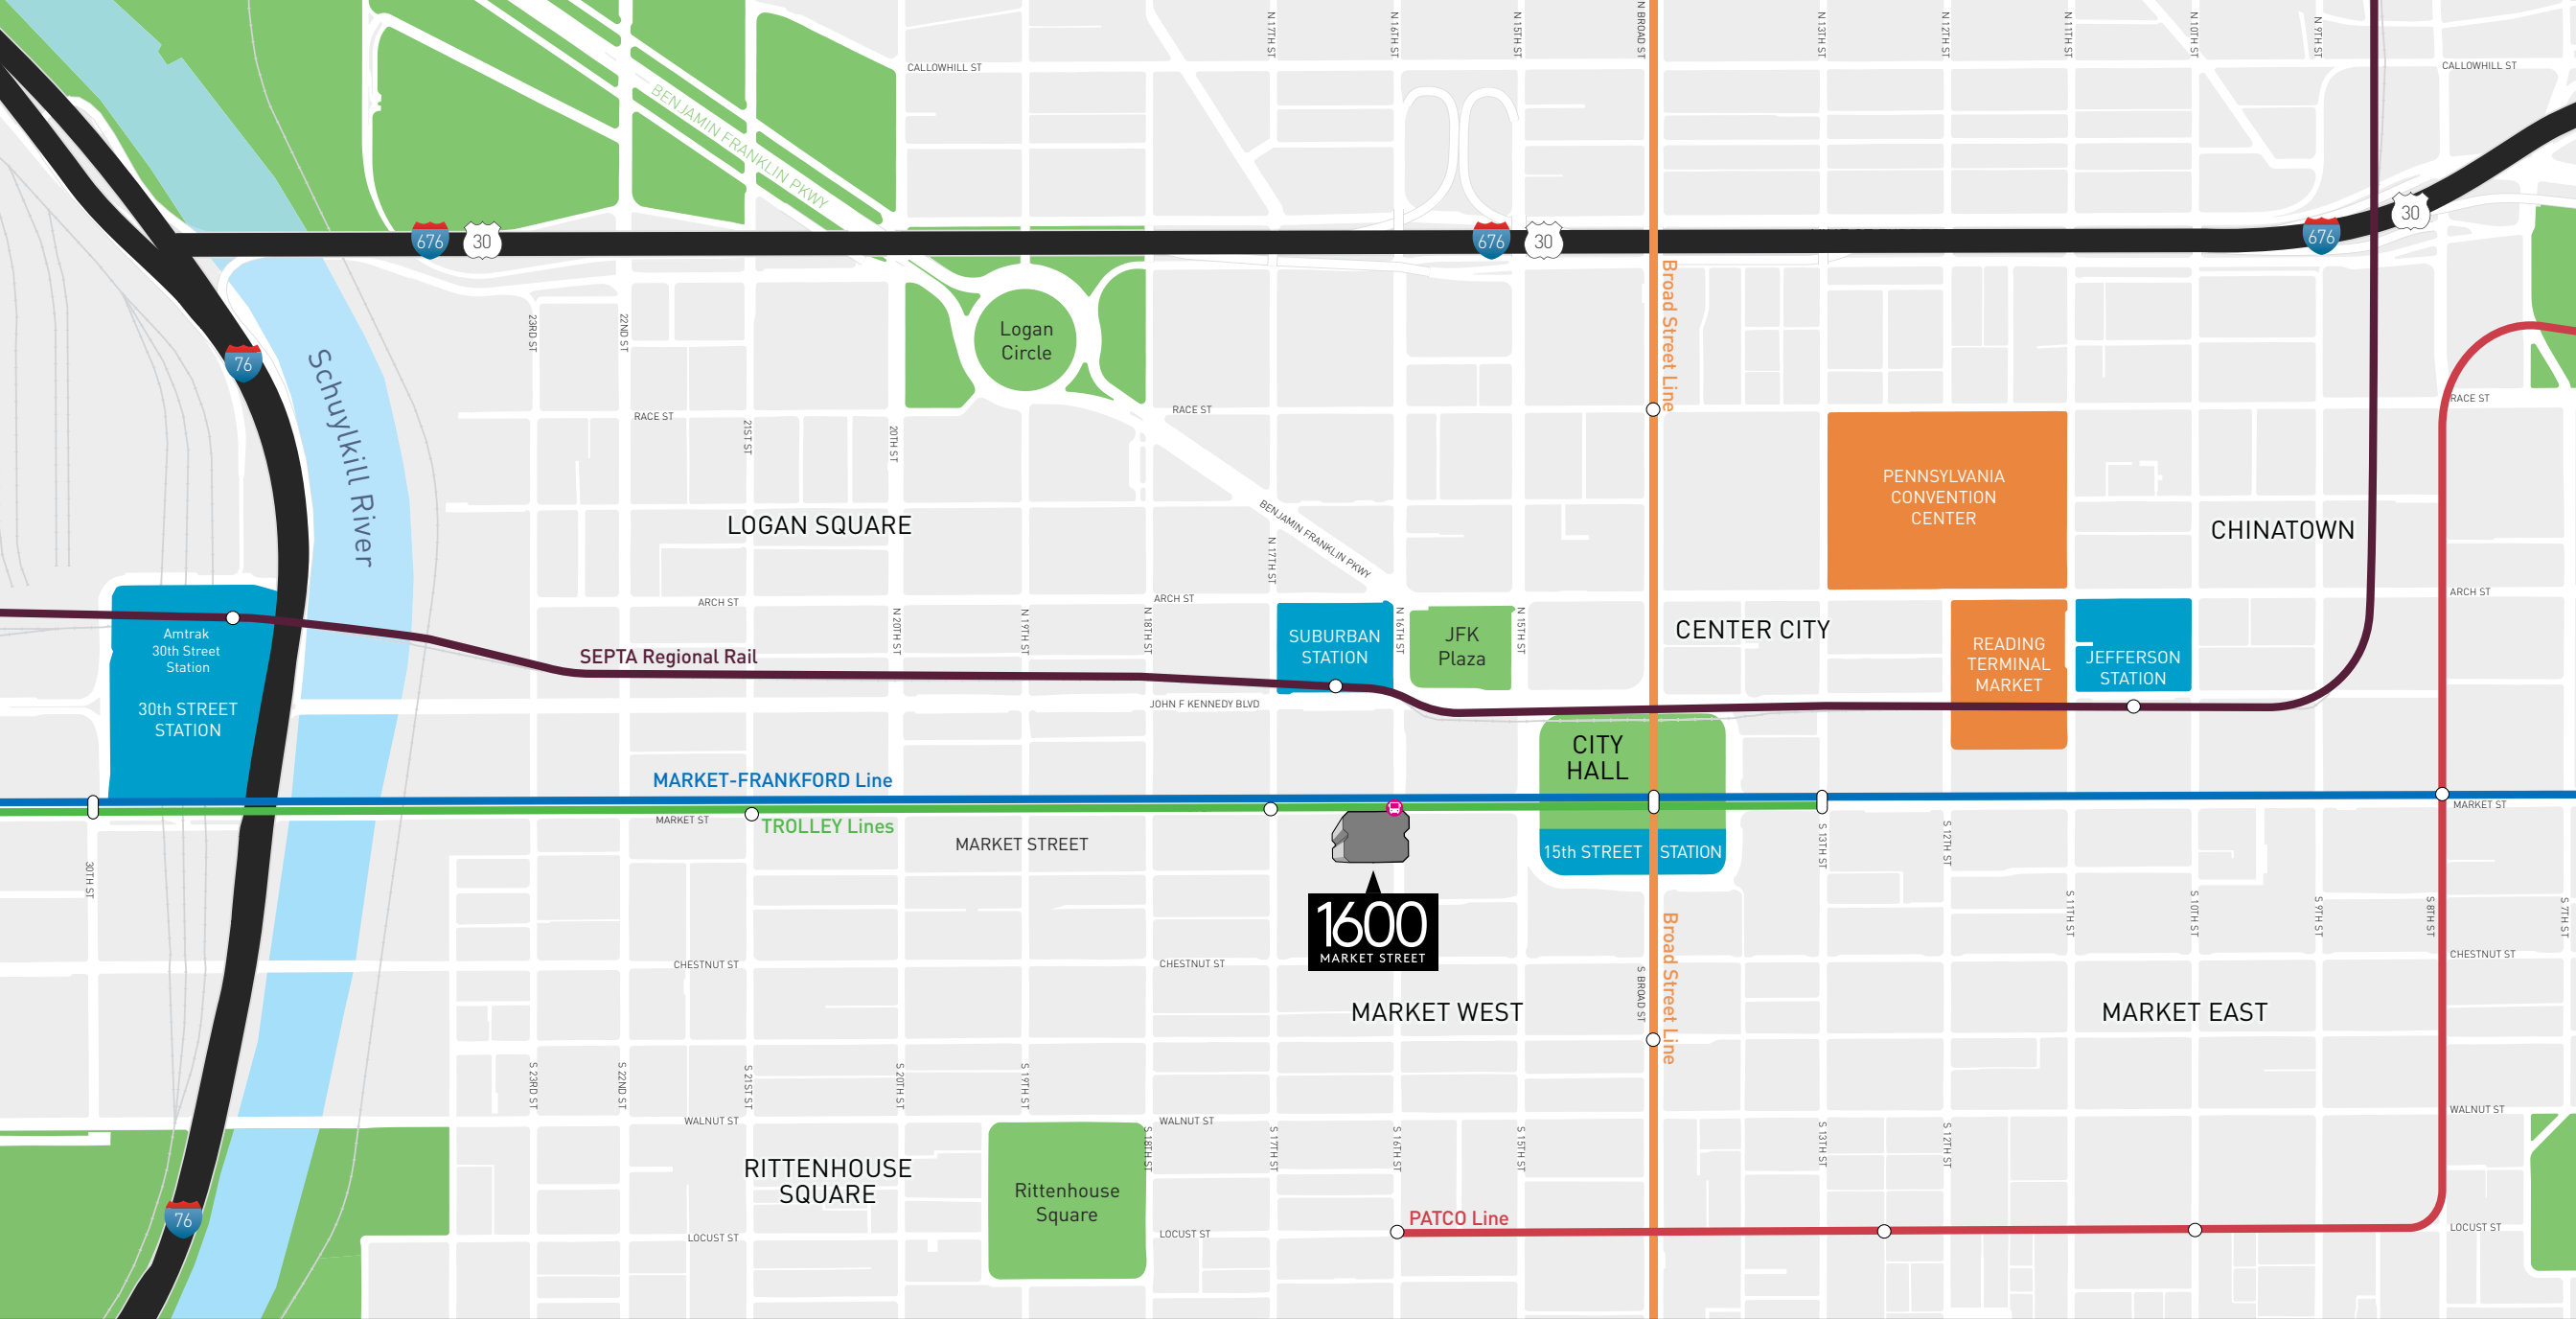 N 17TH ST
N 16TH ST
N 15TH ST
N BROAD ST
N 13TH ST
N 12TH ST
N 11TH ST
N 10TH ST
N 9TH ST
CALLOWHILL ST
CALLOWHILL ST
BENJAMIN FRANKLIN PKWY
676
30
676
30
676
30
Broad Street Line
Logan
Circle
23RD ST
22ND ST
76
Schuylkill River
RACE ST
21ST ST
20TH ST
RACE ST
RACE ST
PENNSYLVANIA
CONVENTION
CENTER
LOGAN SQUARE
BENJAMIN FRANKLIN PKWY
N 17TH ST
CHINATOWN
ARCH ST
ARCH ST
ARCH ST
N 20TH ST
N 19TH ST
N 18TH ST
SUBURBAN
STATION
N 16TH ST
JFK
Plaza
N 15TH ST
CENTER CITY
READING
TERMINAL
MARKET
JEFFERSON
STATION
Amtrak
30th Street
Station
30th STREET
STATION
SEPTA Regional Rail
JOHN F KENNEDY BLVD
CITY
HALL
MARKET-FRANKFORD Line
MARKET ST
TROLLEY Lines
MARKET STREET
MARKET ST
15th STREET STATION
30TH ST
S 13TH ST
S 12TH ST
S 11TH ST
S 10TH ST
S 9TH ST
S 8TH ST
S 7TH ST
1600
MARKET STREET
Broad Street Line
S BROAD ST
CHESTNUT ST
CHESTNUT ST
CHESTNUT ST
MARKET WEST
MARKET EAST
S 23RD ST
S 22ND ST
S 21ST ST
S 20TH ST
S 19TH ST
WALNUT ST
WALNUT ST
WALNUT ST
S 18TH ST
S 17TH ST
S 16TH ST
S 15TH ST
S 13TH ST
S 12TH ST
RITTENHOUSE
SQUARE
Rittenhouse
Square
76
PATCO Line
LOCUST ST
LOCUST ST
LOCUST ST